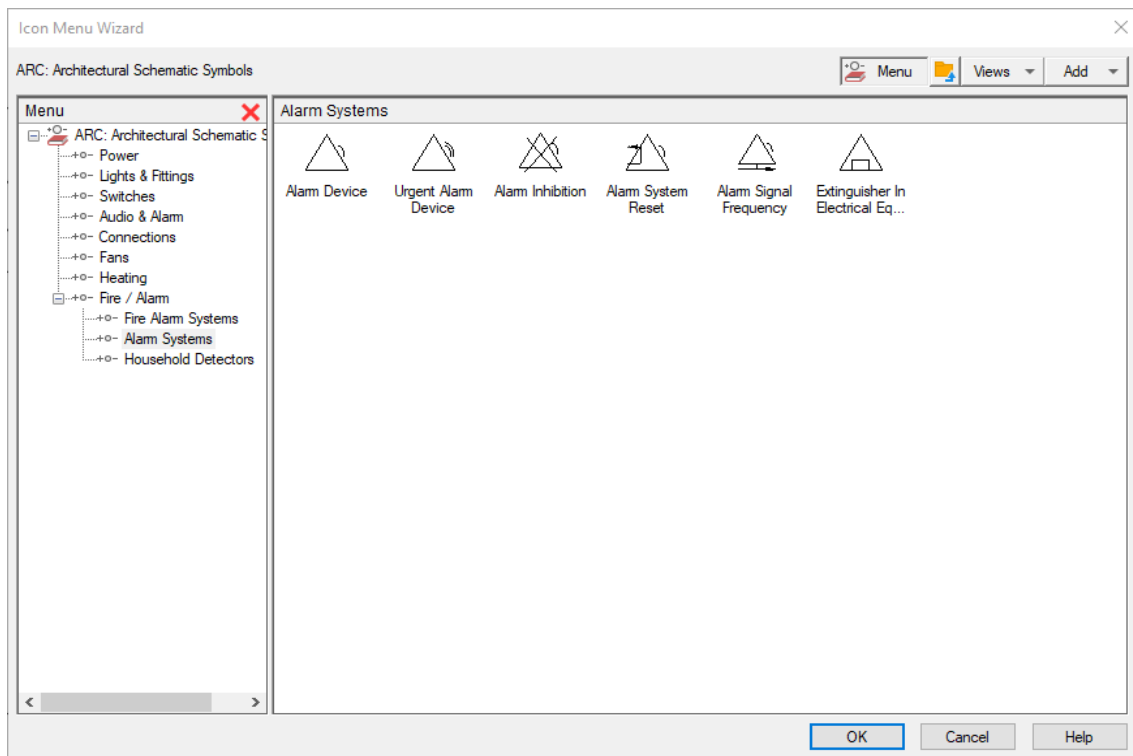 Icon Menu Wizard
ARC: Architectural Schematic Symbols
Menu
Views
Add
Menu
ARC: Architectural Schematic S
Power
Lights & Fittings
Switches
Audio & Alarm
Connections
Fans
Heating
Fire / Alarm
Fire Alarm Systems
Alarm Systems
Household Detectors
Alarm Systems
Alarm Device
Urgent Alarm
Device
Alarm Inhibition
Alarm System
Reset
Alarm Signal
Frequency
Extinguisher In
Electrical Eq...
OK
Cancel
Help